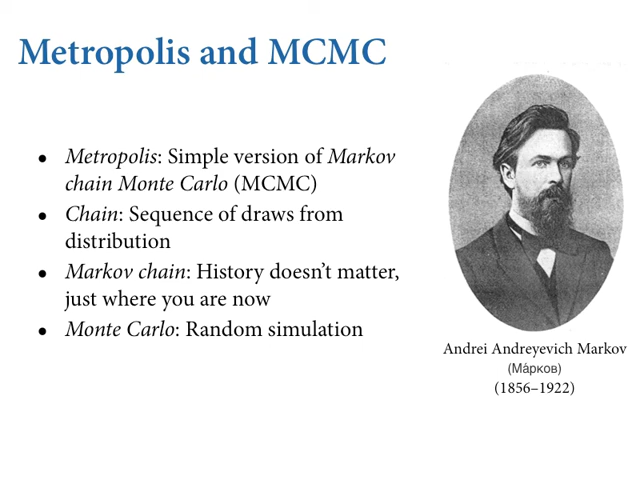 Metropolis and MCMC
• Metropolis: Simple version of Markov
chain Monte Carlo (MCMC)
• Chain: Sequence of draws from
distribution
• Markov chain: History doesn’t matter,
just where you are now
• Monte Carlo: Random simulation
Andrei Andreyevich Markov
(Ма́рков)
(1856–1922)